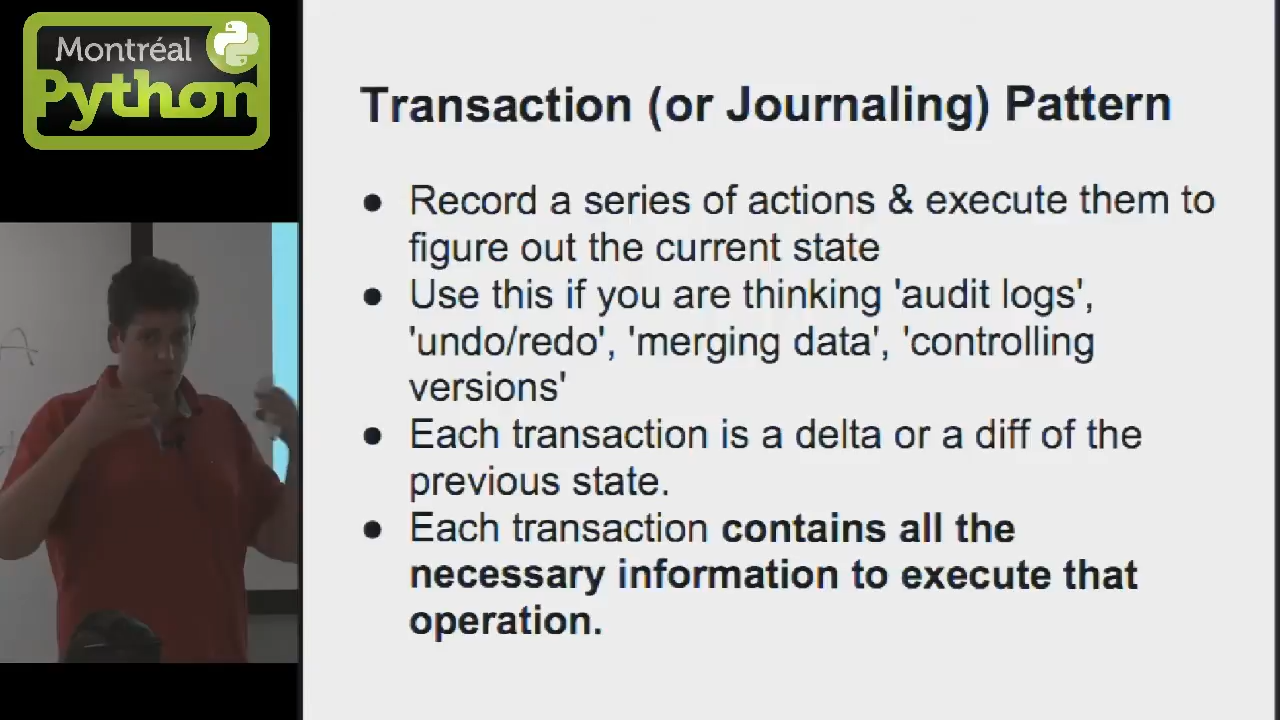 Montréal
Python
Transaction (or Journaling) Pattern
● Record a series of actions & execute them to
figure out the current state
● Use this if you are thinking 'audit logs',
'undo/redo', 'merging data', 'controlling
versions'
● Each transaction is a delta or a diff of the
previous state.
● Each transaction contains all the
necessary information to execute that
operation.